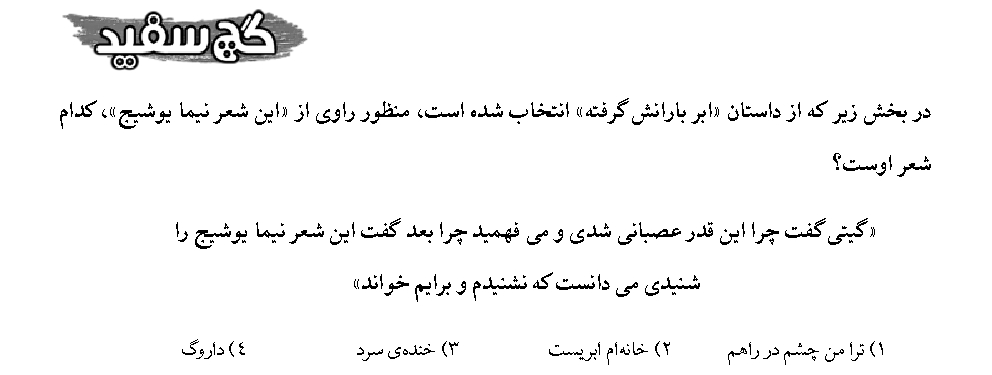 گچ سفید
در بخش زیر که از داستان «ابر بارانش گرفته» انتخاب شده است، منظور راوی از «این شعر نیما یوشیج»، کدام
شعر اوست؟
«گیتی گفت چرا این قدر عصبانی شدی و می فهمید چرا بعد گفت این شعر نیما یوشیج را
شنیدی می دانست که نشنیدم و برایم خواند»
۱) ترا من چشم در راهم ۲) خانه‌ام ابریست ۳) خنده‌ی سرد ٤) داروگ